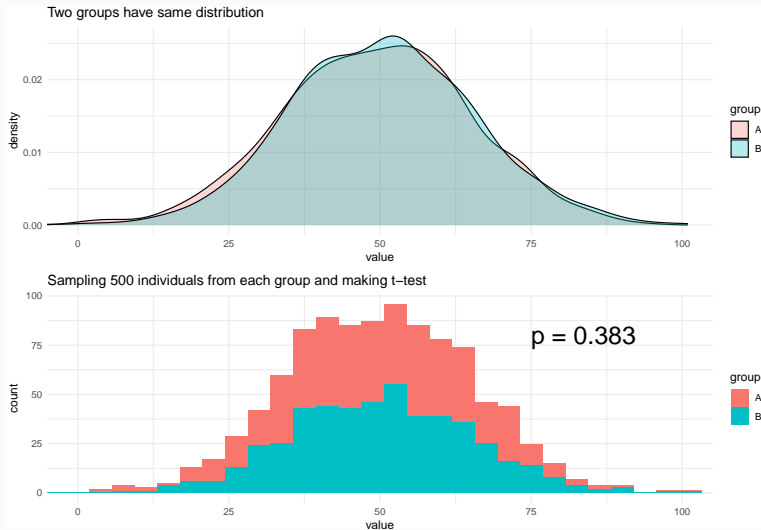 Two groups have same distribution
0.02
0.01
0.00
density
0
25
50
75
100
value
group
A
B
Sampling 500 individuals from each group and making t−test
100
75
50
25
0
count
p = 0.383
0
25
50
75
100
value
group
A
B